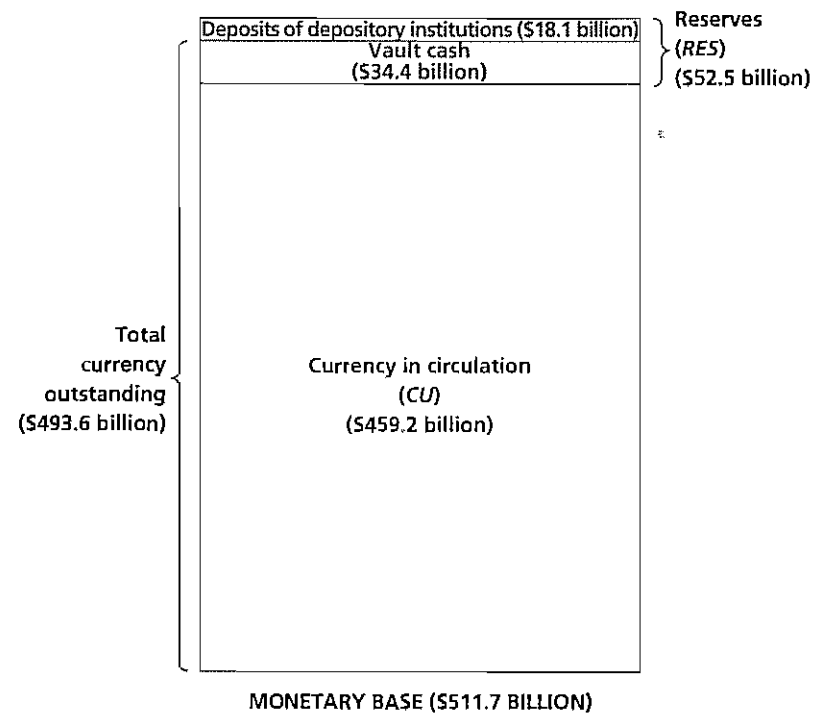 Deposits of depository institutions ($18.1 billion)
Vault cash
($34.4 billion)
Reserves
(RES)
($52.5 billion)
Total
currency
outstanding
($493.6 billion)
Currency in circulation
(CU)
($459.2 billion)
MONETARY BASE ($511.7 BILLION)